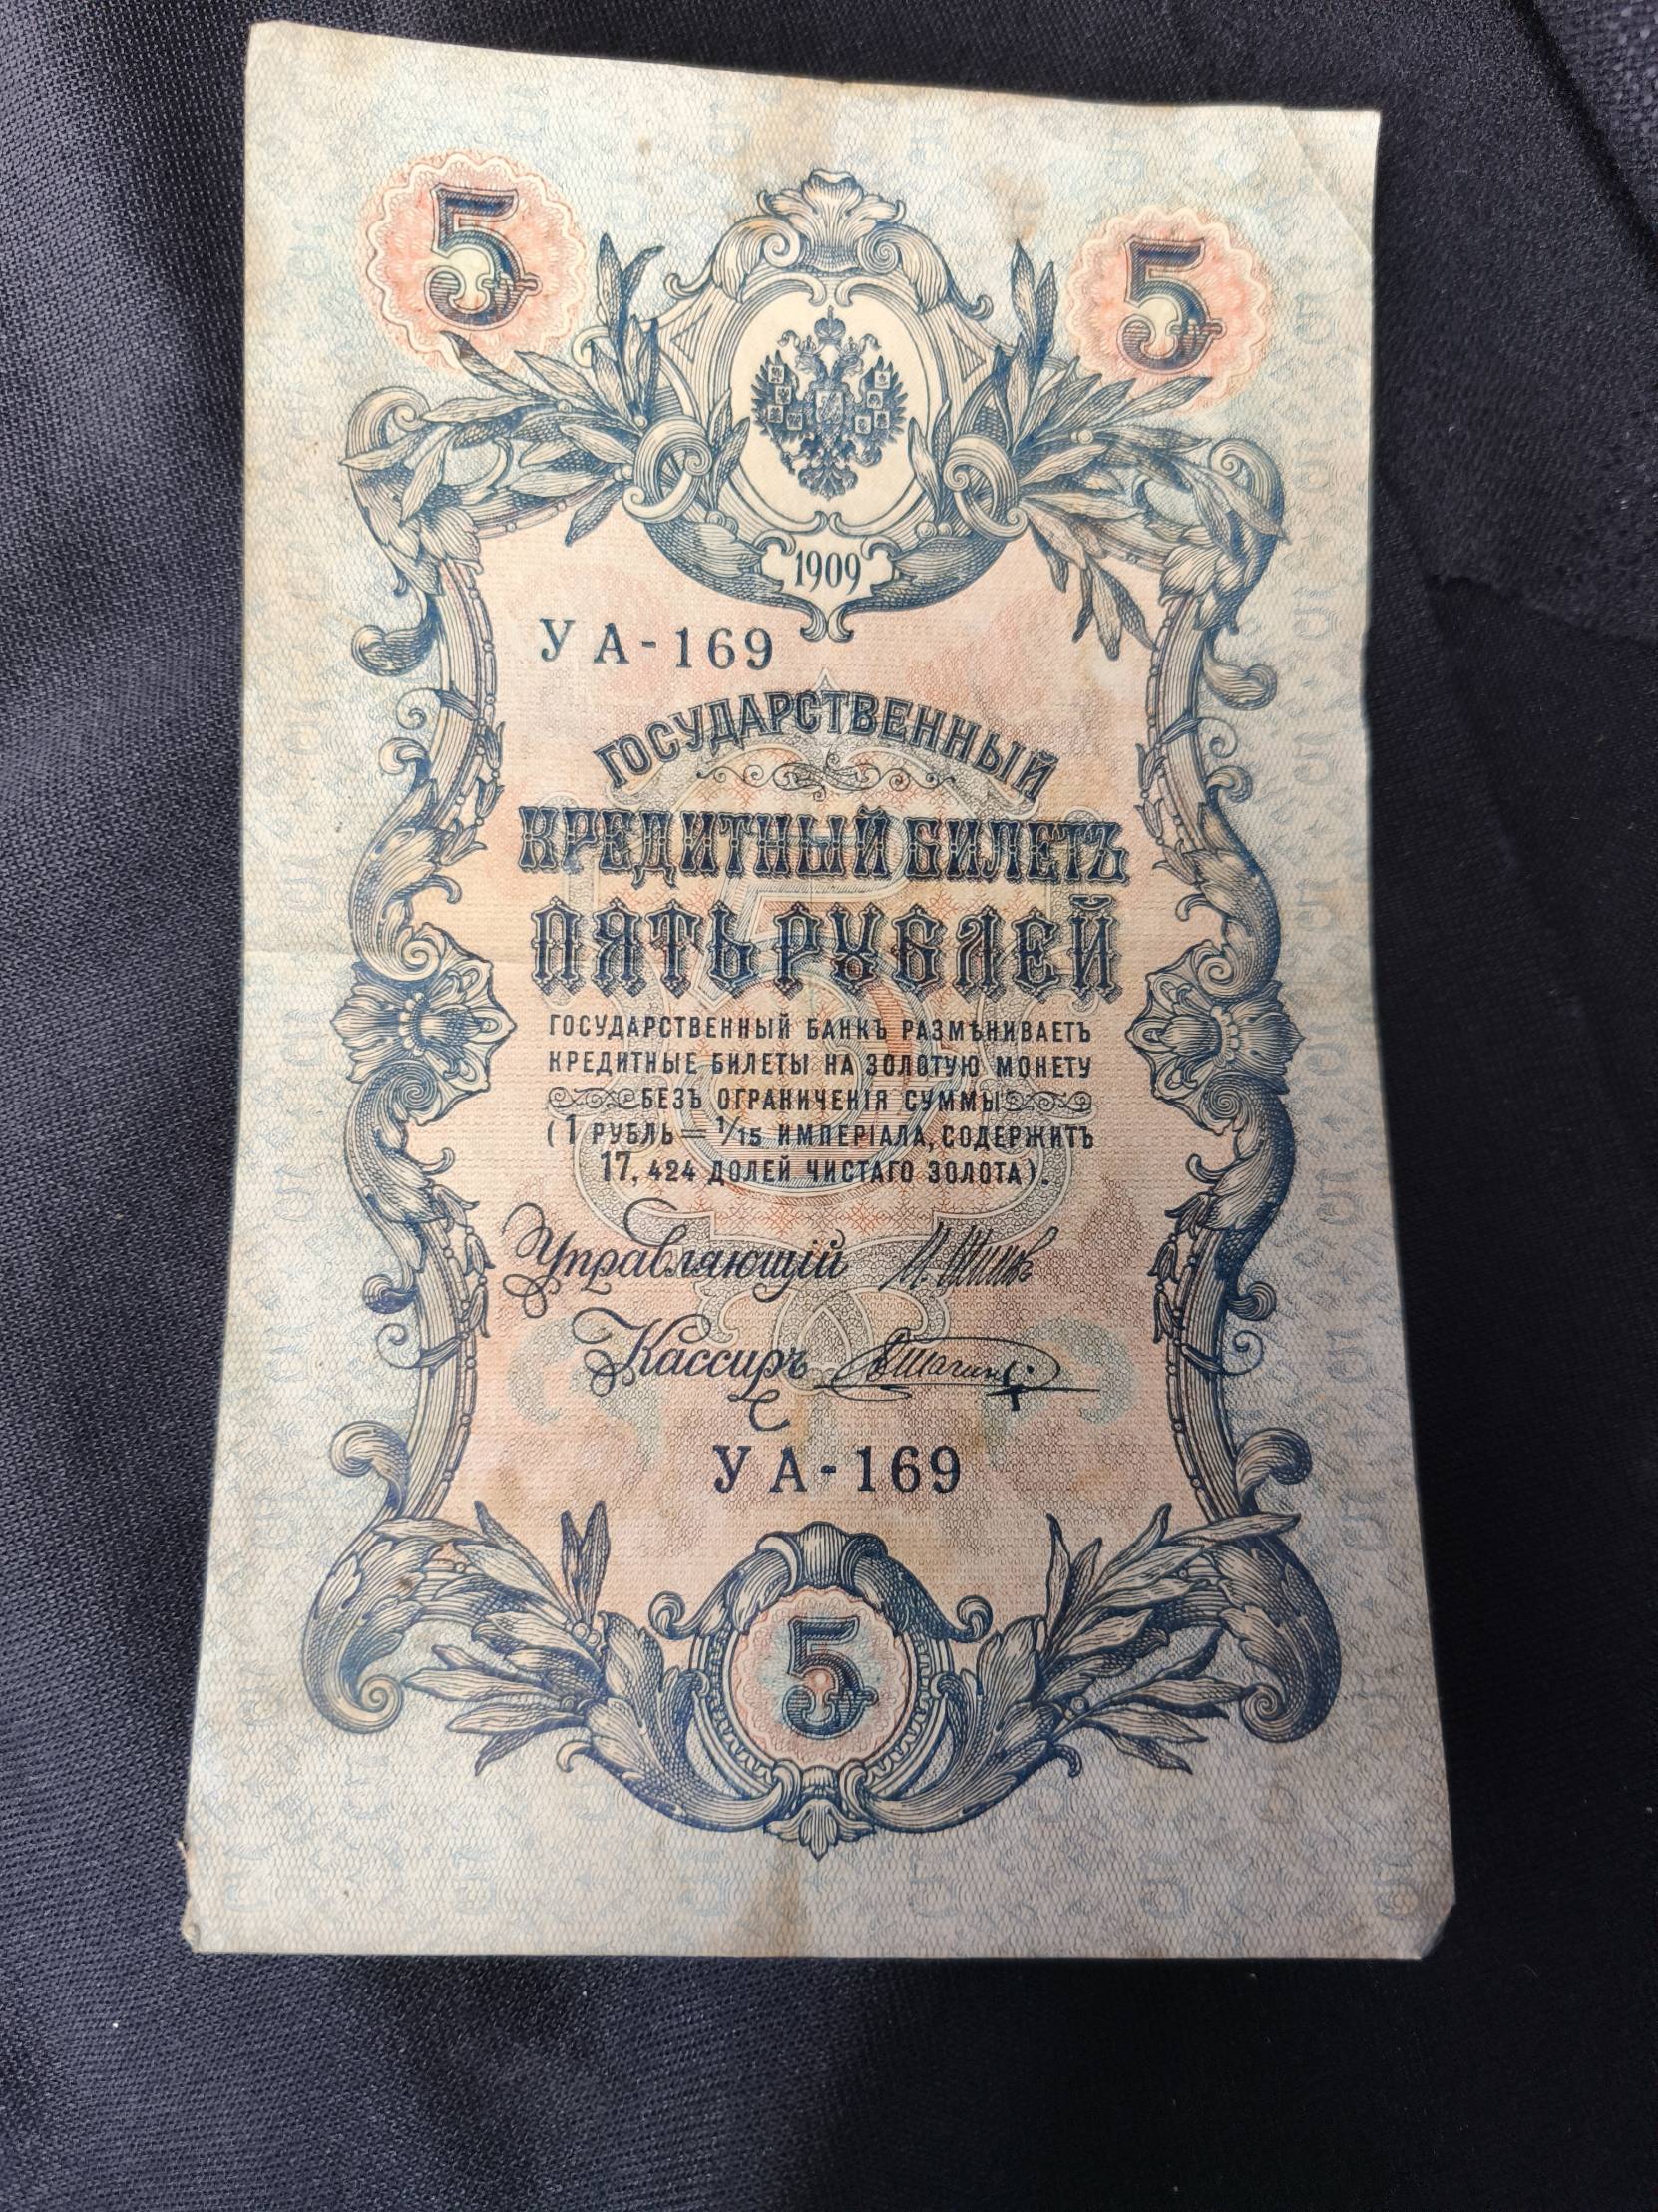 5 5
1909
УА-169
ГОСУДАРСТВЕННЫЙ
КРЕДИТНЫЙ БИЛЕТЪ
ПЯТЬ РУБЛЕЙ
ГОСУДАРСТВЕННЫЙ БАНКЪ РАЗМѢНИВАЕТЪ
КРЕДИТНЫЕ БИЛЕТЫ НА ЗОЛОТУЮ МОНЕТУ
БЕЗЪ ОГРАНИЧЕНІЯ СУММЫ
(1 РУБЛЬ = 1/15 ИМПЕРІАЛА, СОДЕРЖИТЪ
17,424 ДОЛЕЙ ЧИСТАГО ЗОЛОТА).
Управляющій И. Шипов
Кассиръ
УА-169
5